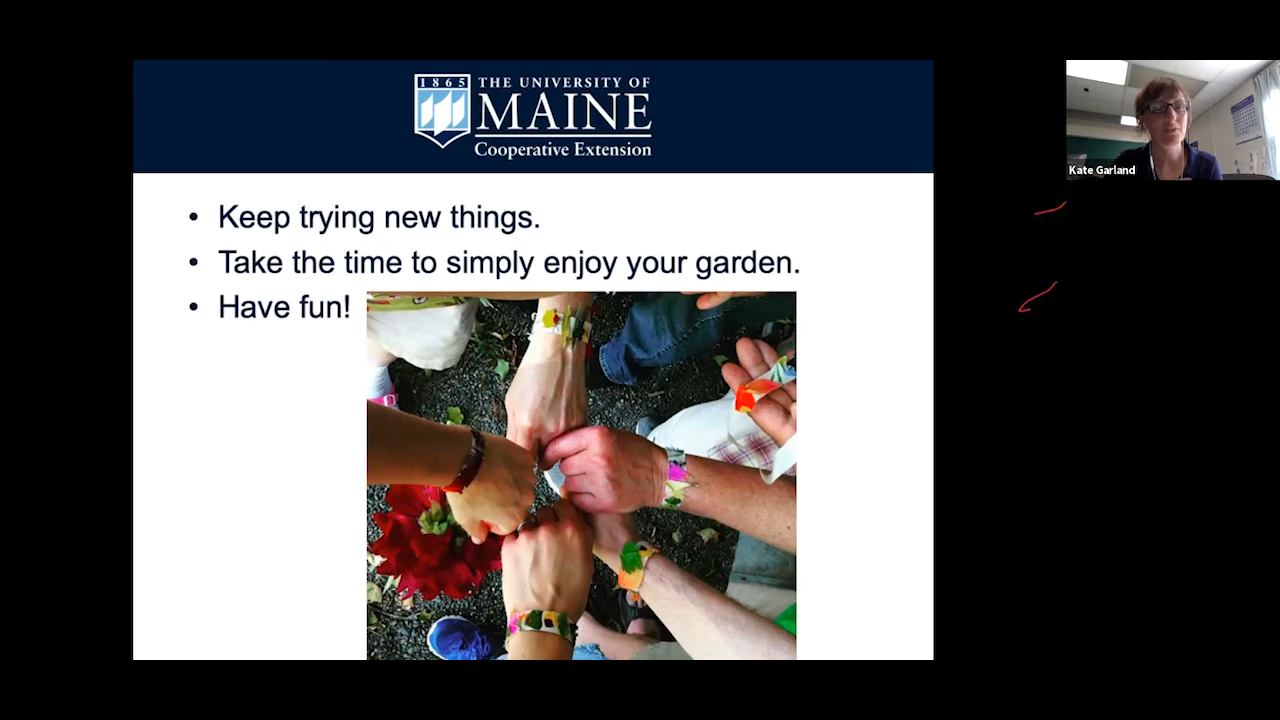 1865
THE UNIVERSITY OF
MAINE
Cooperative Extension
• Keep trying new things.
• Take the time to simply enjoy your garden.
• Have fun!
Kate Garland